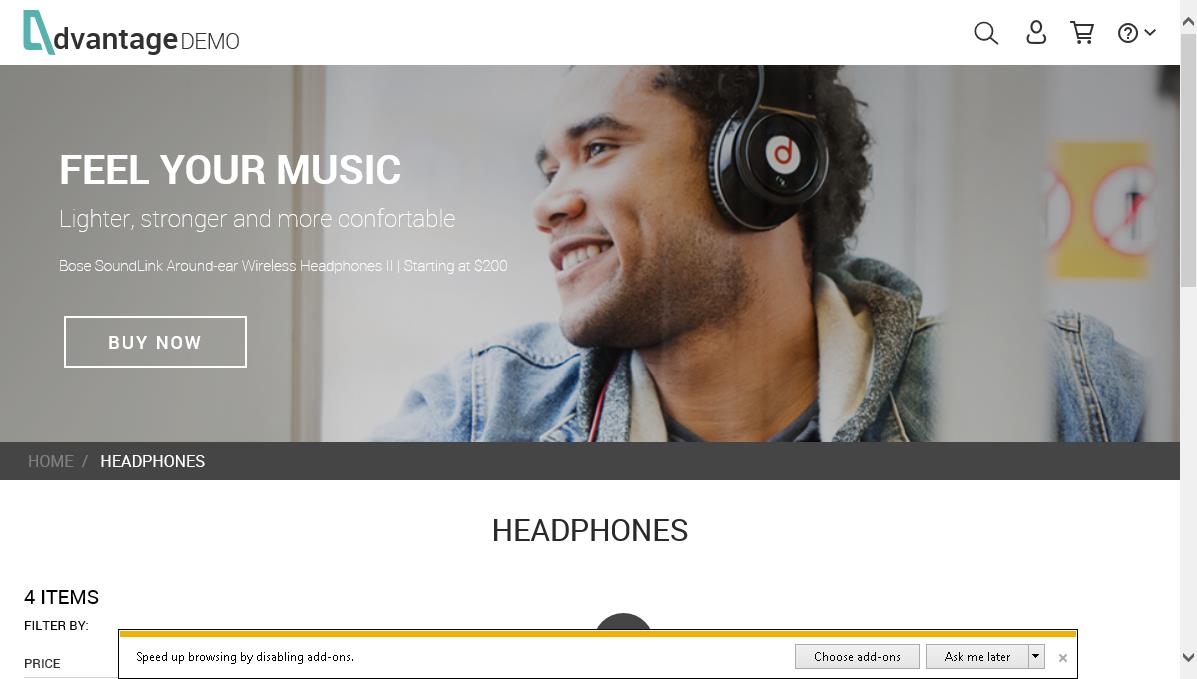 dvantage DEMO
FEEL YOUR MUSIC
Lighter, stronger and more confortable
Bose SoundLink Around-ear Wireless Headphones II | Starting at $200
BUY NOW
HOME / HEADPHONES
HEADPHONES
4 ITEMS
FILTER BY:
PRICE
Speed up browsing by disabling add-ons.
Choose add-ons
Ask me later